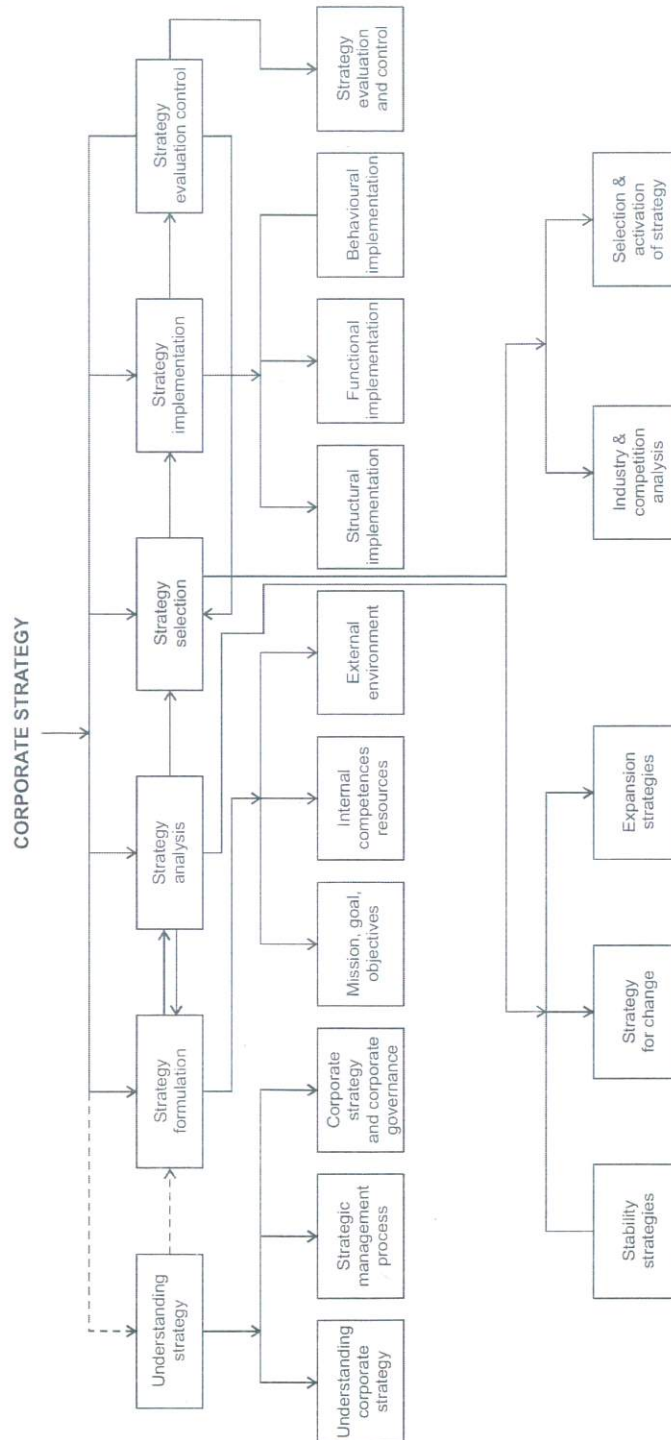 CORPORATE STRATEGY
Understanding
strategy
Strategy
formulation
Strategy
analysis
Strategy
selection
Strategy
implementation
Strategy
evaluation control
Understanding
corporate
strategy
Strategic
management
process
Corporate
strategy
and corporate
governance
Mission, goal,
objectives
Internal
competences
resources
External
environment
Structural
implementation
Functional
implementation
Behavioural
implementation
Strategy
evaluation
and control
Stability
strategies
Strategy
for change
Expansion
strategies
Industry &
competition
analysis
Selection &
activation
of strategy